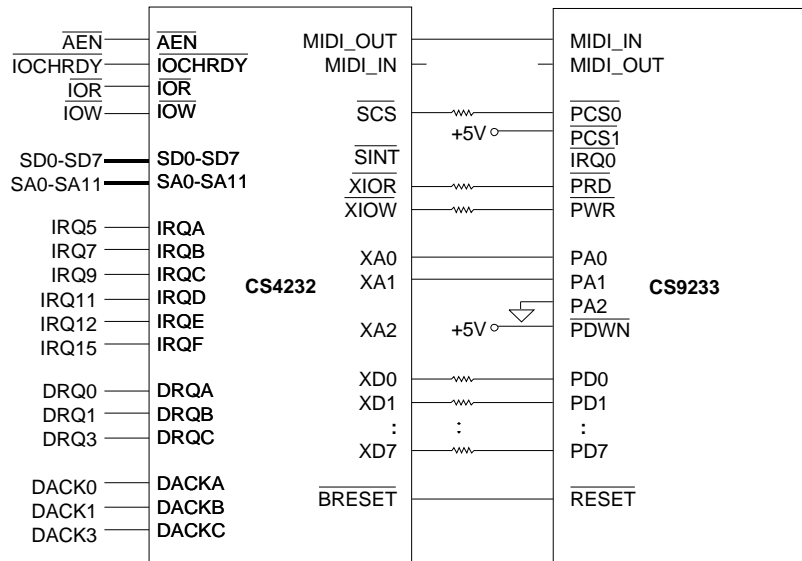 AEN AEN MIDI_OUT MIDI_IN
IOCHRDY IOCHRDY MIDI_IN MIDI_OUT
IOR IOR
IOW IOW SCS PCS0
+5V PCS1
SD0-SD7 SD0-SD7 SINT IRQ0
SA0-SA11 SA0-SA11 XIOR PRD
XIOW PWR
IRQ5 IRQA
IRQ7 IRQB XA0 PA0
IRQ9 IRQC XA1 PA1
CS4232 CS9233
IRQ11 IRQD PA2
IRQ12 IRQE XA2 +5V PDWN
IRQ15 IRQF
DRQ0 DRQA XD0 PD0
DRQ1 DRQB XD1 PD1
DRQ3 DRQC : : :
XD7 PD7
DACK0 DACKA
DACK1 DACKB BRESET RESET
DACK3 DACKC